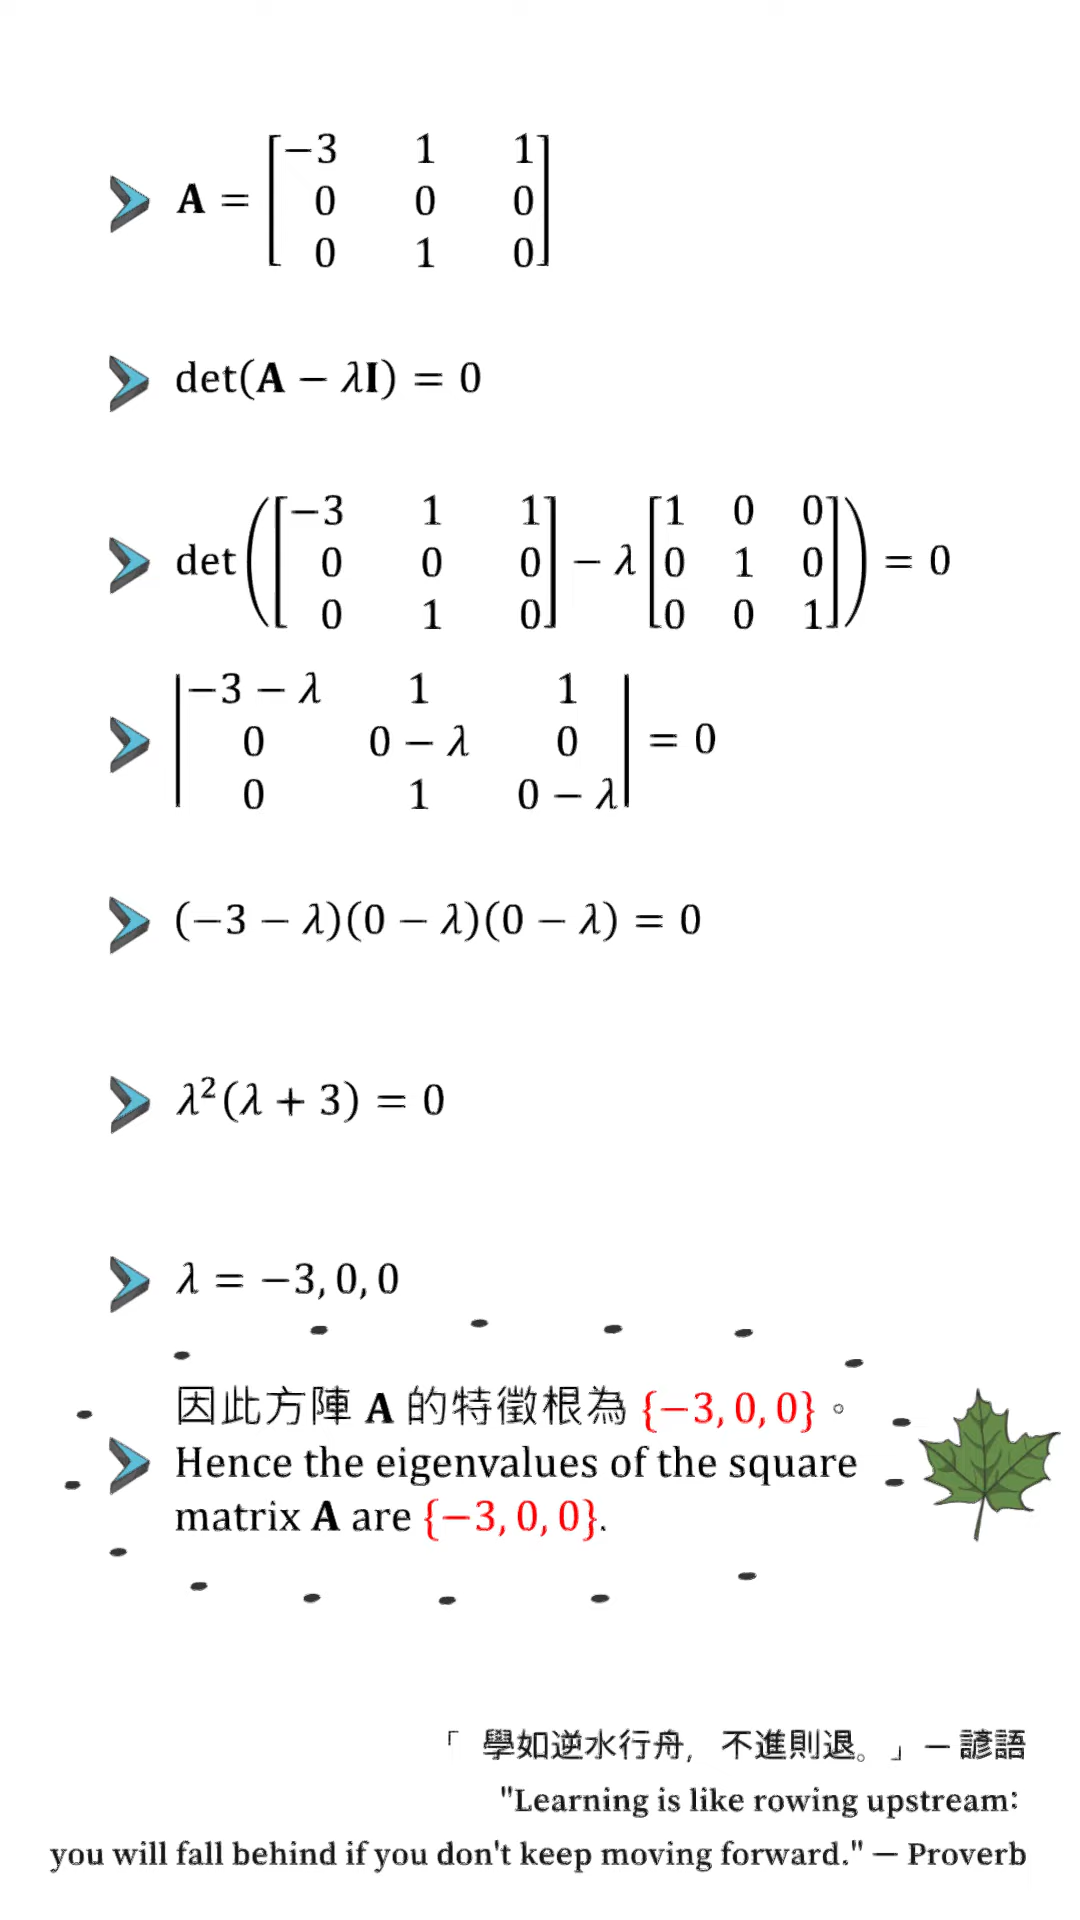 A = [−3 1 1
0 0 0
0 1 0]
det(A − λI) = 0
det([−3 1 1
0 0 0
0 1 0] − λ[1 0 0
0 1 0
0 0 1]) = 0
|−3 − λ 1 1
0 0 − λ 0
0 1 0 − λ| = 0
(−3 − λ)(0 − λ)(0 − λ) = 0
λ²(λ + 3) = 0
λ = −3, 0, 0
因此方陣 A 的特徵根為 {−3, 0, 0}。
Hence the eigenvalues of the square
matrix A are {−3, 0, 0}.
「 學如逆水行舟, 不進則退。」— 諺語
"Learning is like rowing upstream:
you will fall behind if you don't keep moving forward." — Proverb